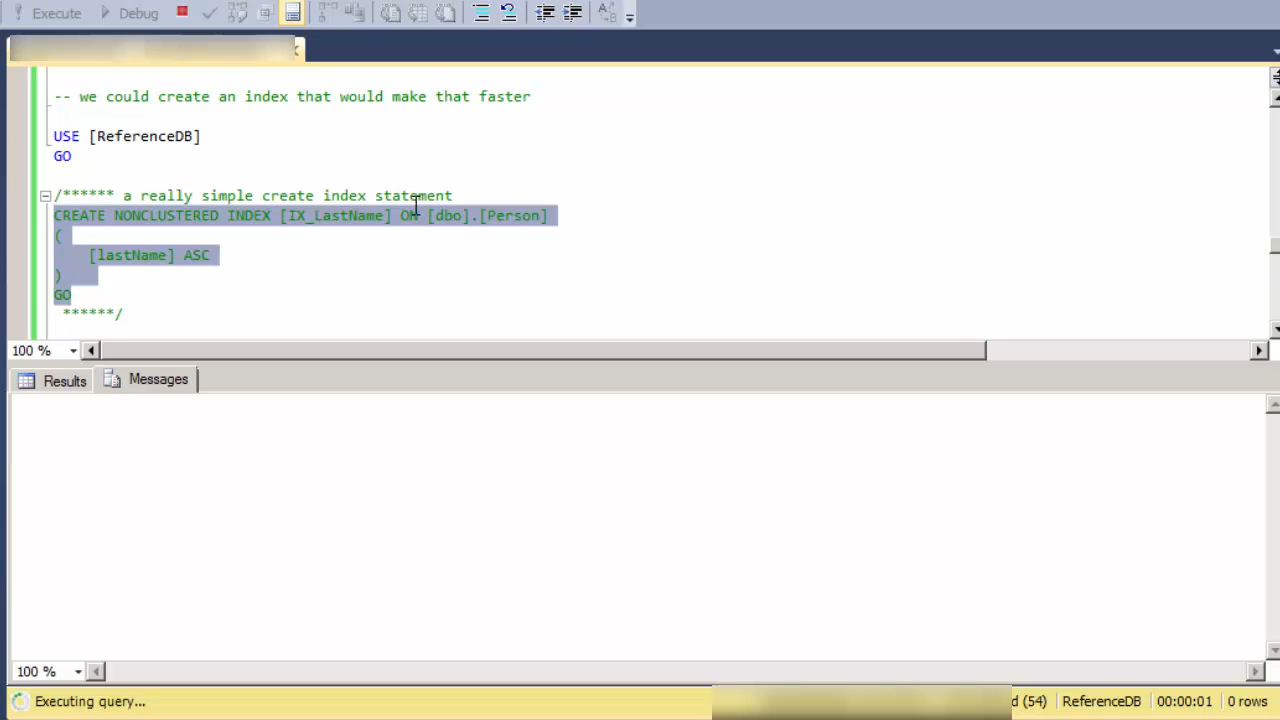 Execute Debug
-- we could create an index that would make that faster
USE [ReferenceDB]
GO
/****** a really simple create index statement
CREATE NONCLUSTERED INDEX [IX_LastName] ON [dbo].[Person]
(
[lastName] ASC
)
GO
******/
100 %
Results Messages
100 %
Executing query... d (54) ReferenceDB 00:00:01 0 rows